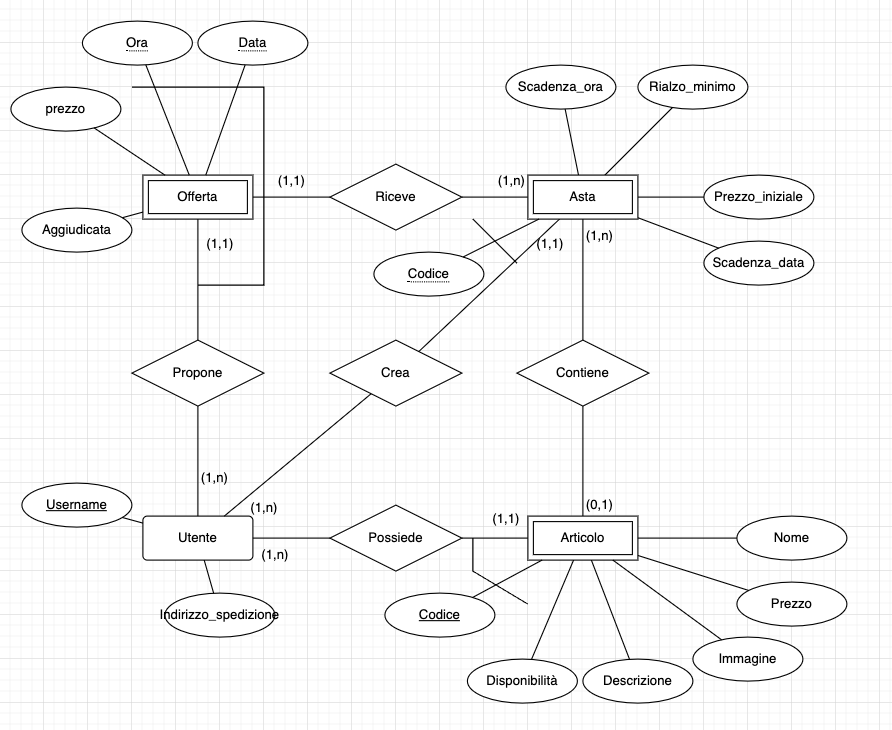 Ora
Data
Scadenza_ora
Rialzo_minimo
prezzo
Offerta
(1,1)
Riceve
(1,n)
Asta
Prezzo_iniziale
Aggiudicata
(1,1)
(1,1)
(1,n)
Scadenza_data
Codice
Propone
Crea
Contiene
(1,n)
Username
(1,n)
(1,1)
(0,1)
Utente
(1,n)
Possiede
Articolo
Nome
Indirizzo_spedizione
Codice
Prezzo
Immagine
Disponibilità
Descrizione